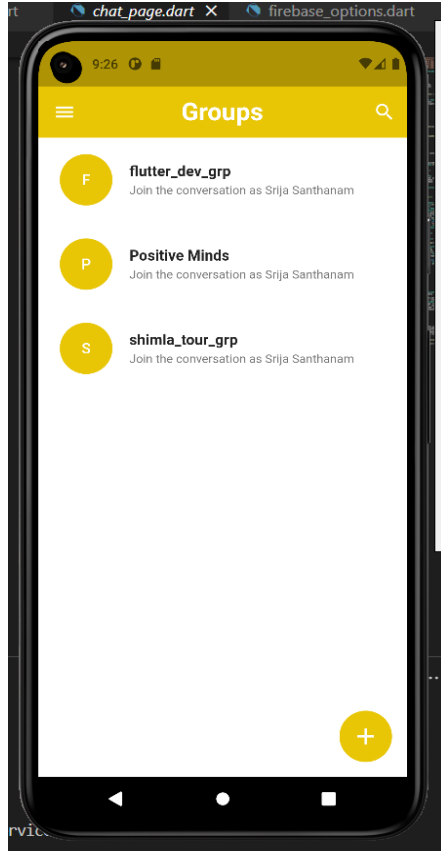 rt chat_page.dart firebase_options.dart
9:26
Groups
F
flutter_dev_grp
Join the conversation as Srija Santhanam
P
Positive Minds
Join the conversation as Srija Santhanam
S
shimla_tour_grp
Join the conversation as Srija Santhanam